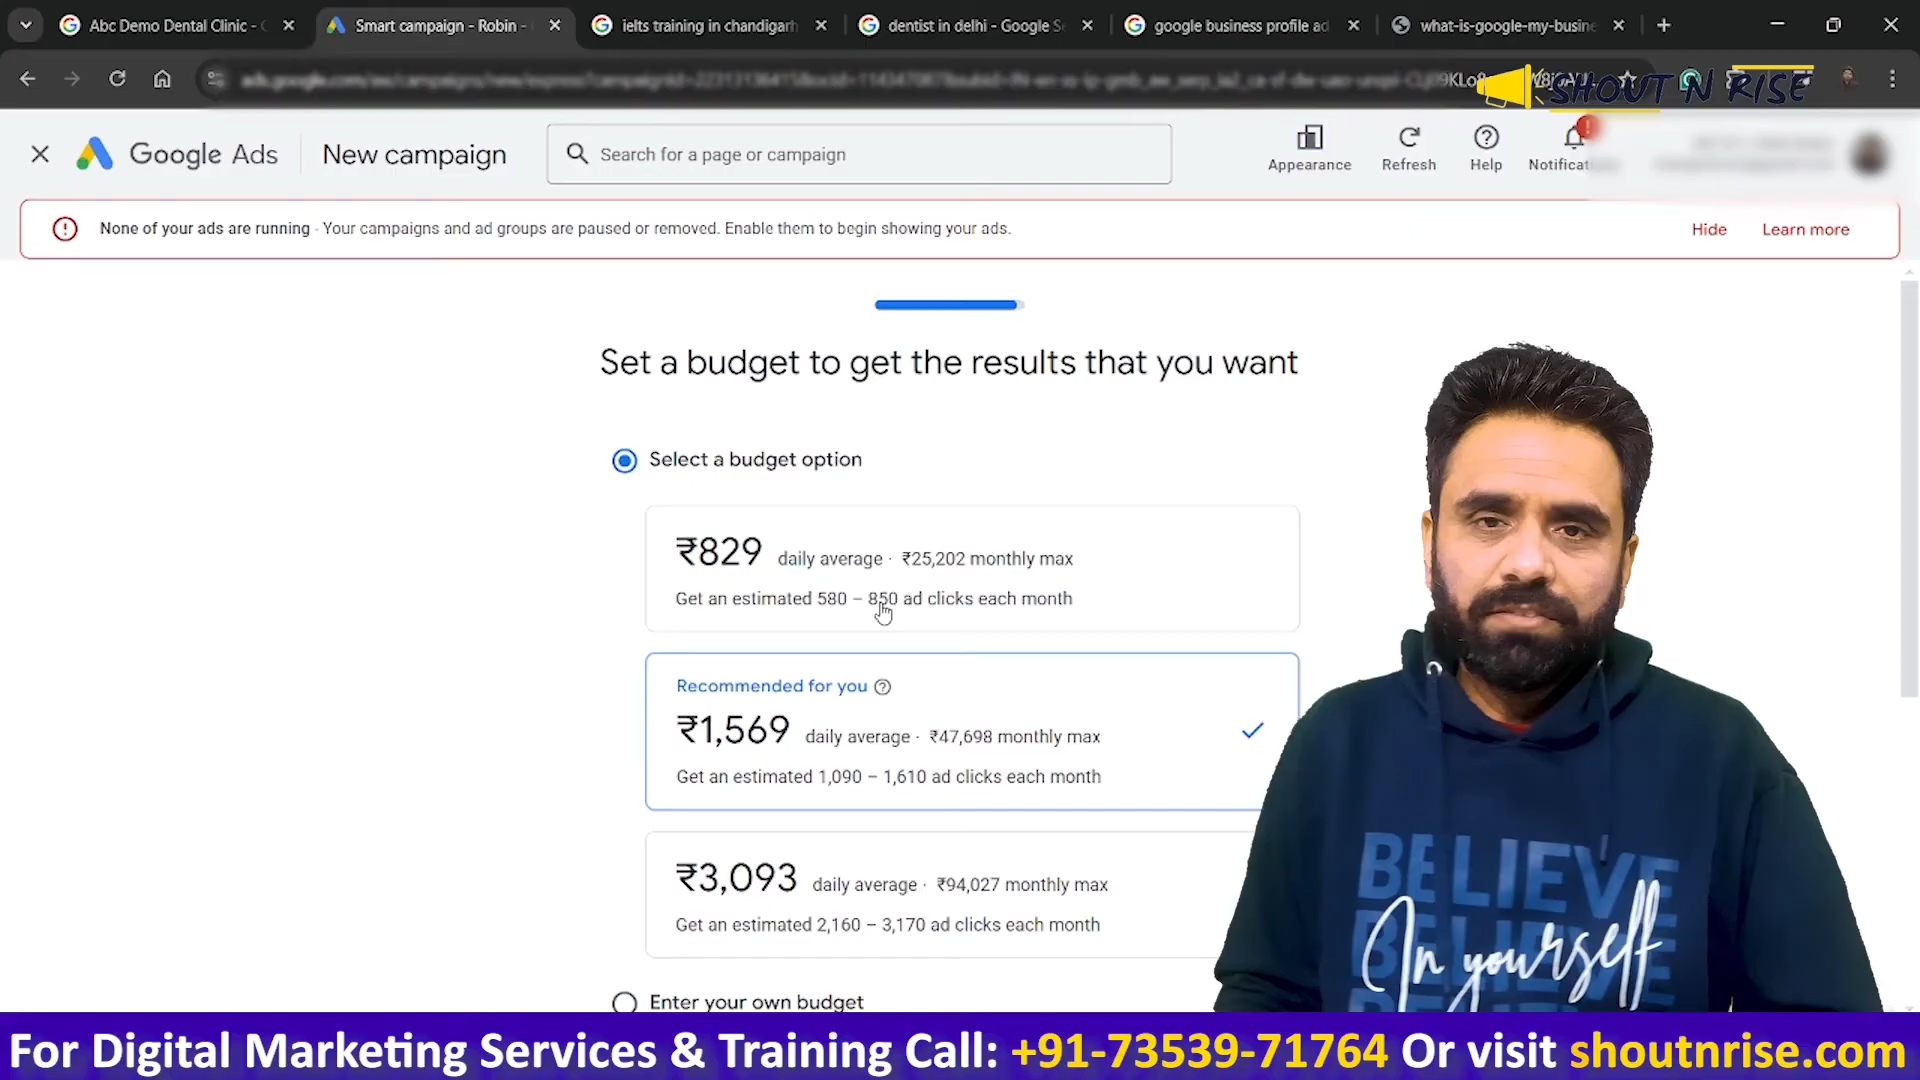 Abc Demo Dental Clinic -
Smart campaign - Robin -
ielts training in chandigarh
dentist in delhi - Google Se
google business profile ad
what-is-google-my-busine
SHOUT N RISE
Google Ads
New campaign
Search for a page or campaign
Appearance
Refresh
Help
Notificati
None of your ads are running - Your campaigns and ad groups are paused or removed. Enable them to begin showing your ads.
Hide
Learn more
Set a budget to get the results that you want
Select a budget option
₹829 daily average · ₹25,202 monthly max
Get an estimated 580 – 850 ad clicks each month
Recommended for you
₹1,569 daily average · ₹47,698 monthly max
Get an estimated 1,090 – 1,610 ad clicks each month
₹3,093 daily average · ₹94,027 monthly max
Get an estimated 2,160 – 3,170 ad clicks each month
Enter your own budget
BELIEVE
BELIEVE
In yourself
BELIEVE
For Digital Marketing Services & Training Call: +91-73539-71764 Or visit shoutnrise.com